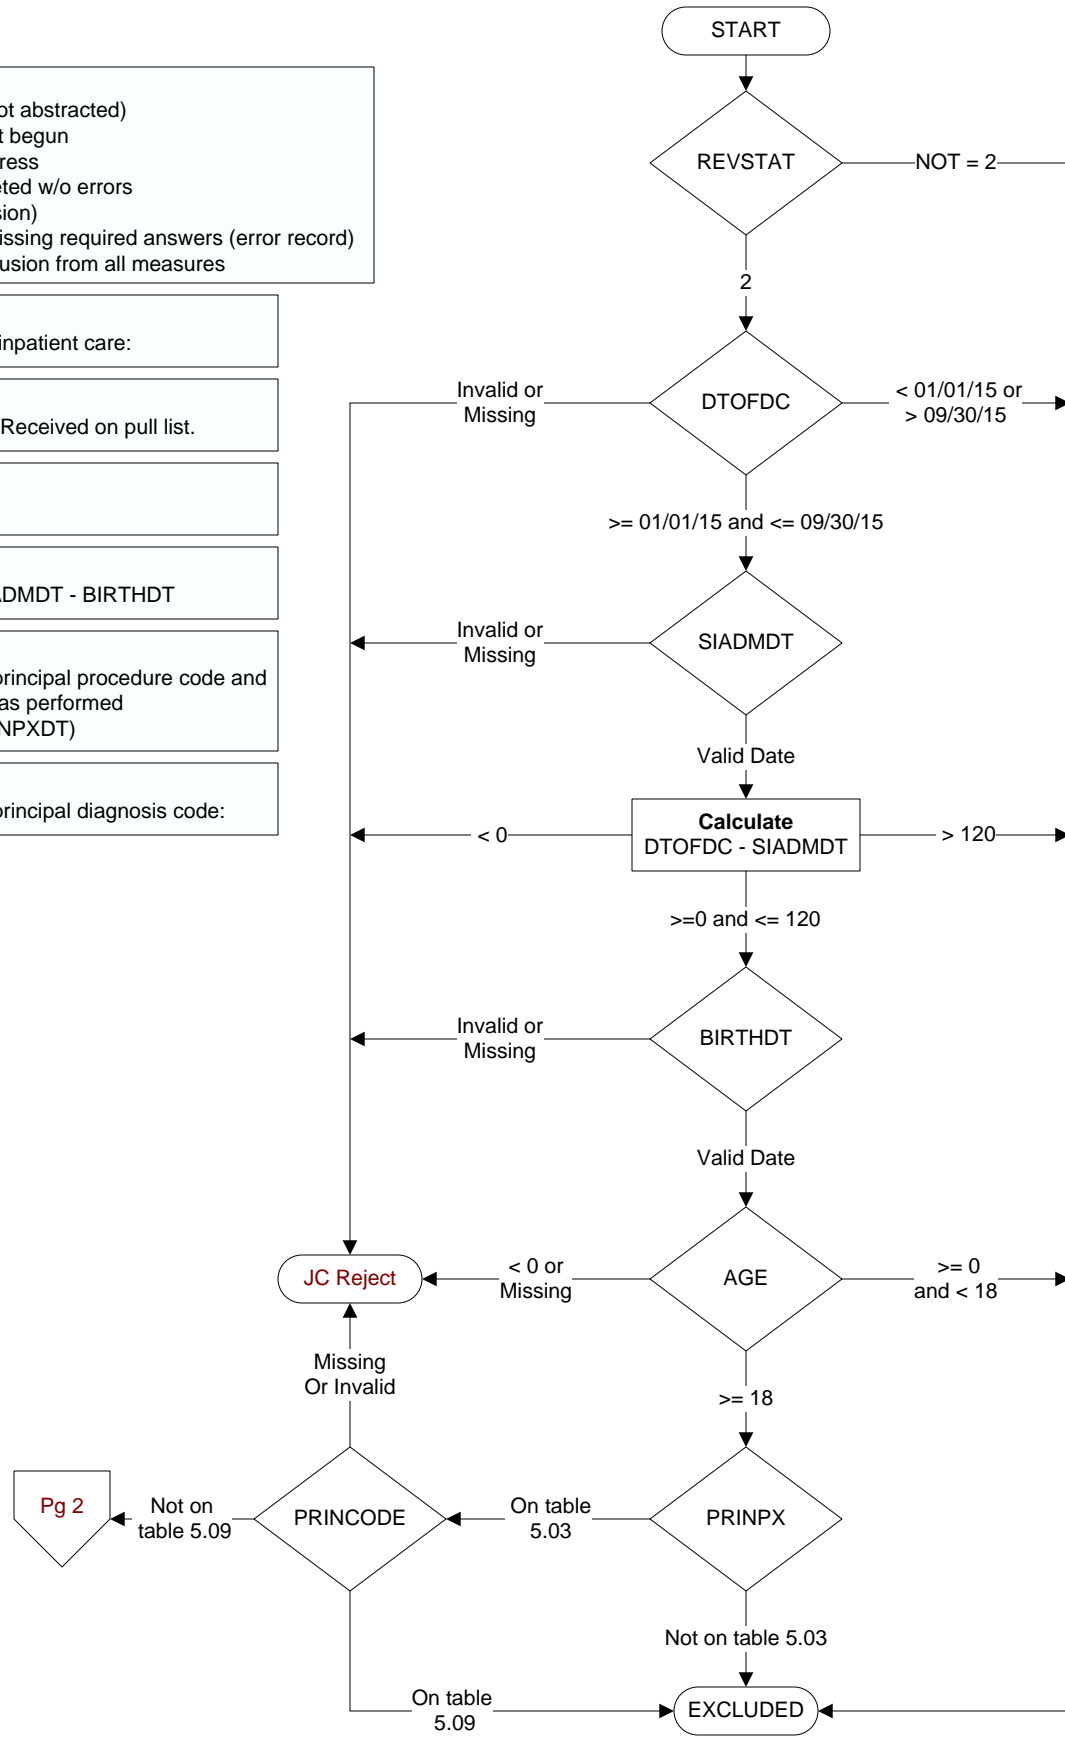 START
ot abstracted)
t begun
ress
eted w/o errors
sion)
issing required answers (error record)
usion from all measures
REVSTAT
NOT = 2
2
inpatient care:
Received on pull list.
Invalid or
Missing
DTOFDC
< 01/01/15 or
> 09/30/15
>= 01/01/15 and <= 09/30/15
ADMDT - BIRTHDT
Invalid or
Missing
SIADMDT
principal procedure code and
as performed
NPXDT)
Valid Date
principal diagnosis code:
< 0
Calculate
DTOFDC - SIADMDT
> 120
>=0 and <= 120
Invalid or
Missing
BIRTHDT
Valid Date
JC Reject
< 0 or
Missing
AGE
>= 0
and < 18
Missing
Or Invalid
>= 18
Pg 2
Not on
table 5.09
PRINCODE
On table
5.03
PRINPX
Not on table 5.03
On table
5.09
EXCLUDED